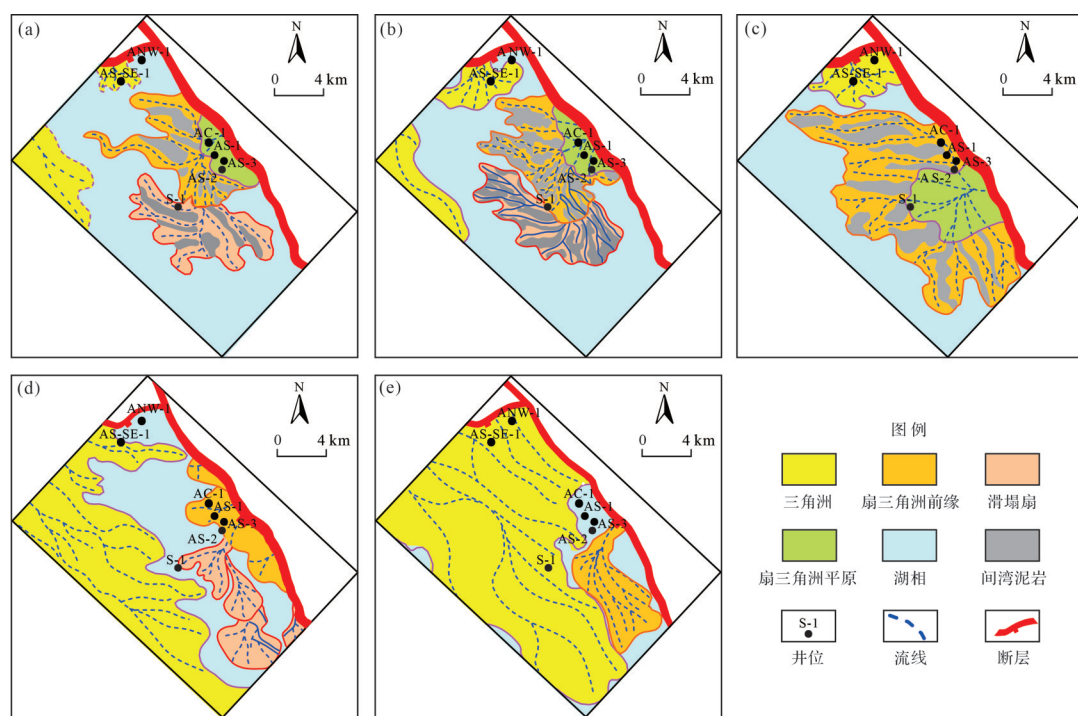 (a)
N
ANW-1
AS-SE-1
0 4 km
AC-1
AS-1
AS-3
AS-2
S-1
(b)
N
ANW-1
AS-SE-1
0 4 km
AC-1
AS-1
AS-3
AS-2
S-1
(c)
N
ANW-1
AS-SE-1
0 4 km
AC-1
AS-1
AS-3
AS-2
S-1
(d)
N
ANW-1
AS-SE-1
0 4 km
AC-1
AS-1
AS-3
AS-2
S-1
(e)
N
ANW-1
AS-SE-1
0 4 km
AC-1
AS-1
AS-3
AS-2
S-1
图例
三角洲 扇三角洲前缘 滑塌扇
扇三角洲平原 湖相 间湾泥岩
S-1
井位 流线 断层